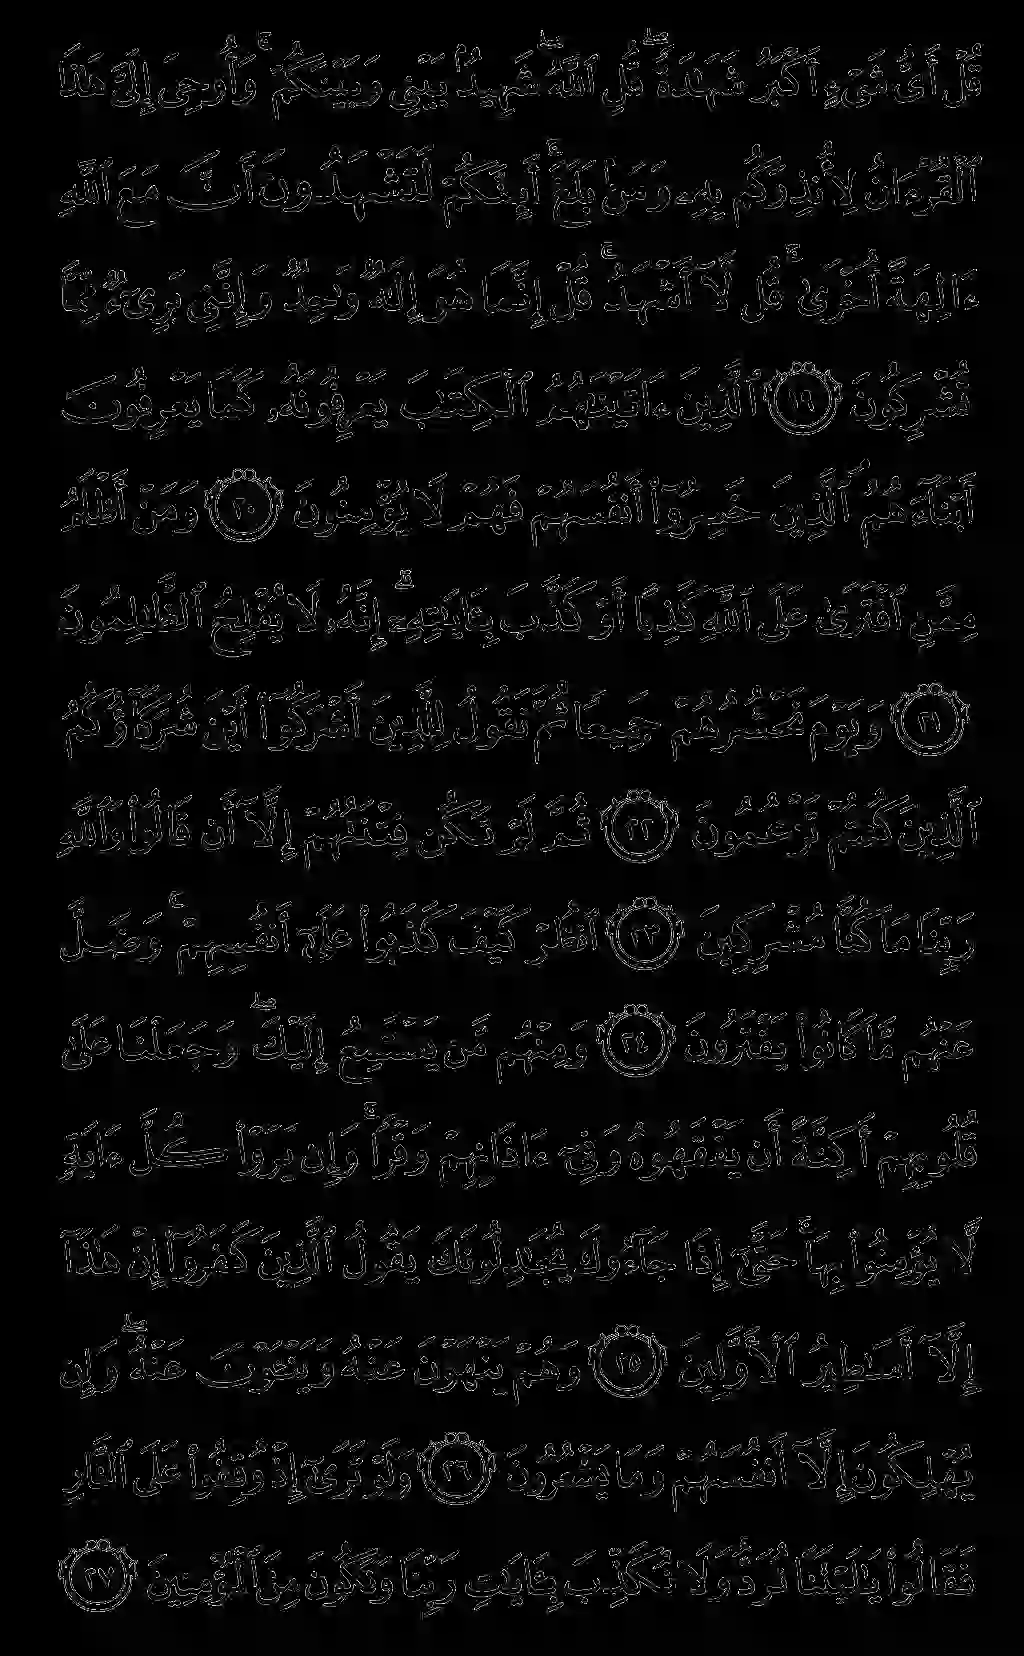 قُلْ أَىُّ شَىْءٍ أَكْبَرُ شَهَٰدَةً ۖ قُلِ ٱللَّهُ ۖ شَهِيدٌۢ بَيْنِى وَبَيْنَكُمْ ۚ وَأُوحِىَ إِلَىَّ هَٰذَا
ٱلْقُرْءَانُ لِأُنذِرَكُم بِهِۦ وَمَنۢ بَلَغَ ۚ أَئِنَّكُمْ لَتَشْهَدُونَ أَنَّ مَعَ ٱللَّهِ
ءَالِهَةً أُخْرَىٰ ۚ قُل لَّآ أَشْهَدُ ۚ قُلْ إِنَّمَا هُوَ إِلَٰهٌ وَٰحِدٌ وَإِنَّنِى بَرِىٓءٌ مِّمَّا
تُشْرِكُونَ ١٩ ٱلَّذِينَ ءَاتَيْنَٰهُمُ ٱلْكِتَٰبَ يَعْرِفُونَهُۥ كَمَا يَعْرِفُونَ
أَبْنَآءَهُمُ ٱلَّذِينَ خَسِرُوٓا۟ أَنفُسَهُمْ فَهُمْ لَا يُؤْمِنُونَ ٢٠ وَمَنْ أَظْلَمُ
مِمَّنِ ٱفْتَرَىٰ عَلَى ٱللَّهِ كَذِبًا أَوْ كَذَّبَ بِـَٔايَٰتِهِۦٓ ۗ إِنَّهُۥ لَا يُفْلِحُ ٱلظَّٰلِمُونَ
٢١ وَيَوْمَ نَحْشُرُهُمْ جَمِيعًا ثُمَّ نَقُولُ لِلَّذِينَ أَشْرَكُوٓا۟ أَيْنَ شُرَكَآؤُكُمُ
ٱلَّذِينَ كُنتُمْ تَزْعُمُونَ ٢٢ ثُمَّ لَمْ تَكُن فِتْنَتُهُمْ إِلَّآ أَن قَالُوا۟ وَٱللَّهِ
رَبِّنَا مَا كُنَّا مُشْرِكِينَ ٢٣ ٱنظُرْ كَيْفَ كَذَبُوا۟ عَلَىٰٓ أَنفُسِهِمْ ۚ وَضَلَّ
عَنْهُم مَّا كَانُوا۟ يَفْتَرُونَ ٢٤ وَمِنْهُم مَّن يَسْتَمِعُ إِلَيْكَ ۖ وَجَعَلْنَا عَلَىٰ
قُلُوبِهِمْ أَكِنَّةً أَن يَفْقَهُوهُ وَفِىٓ ءَاذَانِهِمْ وَقْرًا ۚ وَإِن يَرَوْا۟ كُلَّ ءَايَةٍ
لَّا يُؤْمِنُوا۟ بِهَا ۚ حَتَّىٰٓ إِذَا جَآءُوكَ يُجَٰدِلُونَكَ يَقُولُ ٱلَّذِينَ كَفَرُوٓا۟ إِنْ هَٰذَآ
إِلَّآ أَسَٰطِيرُ ٱلْأَوَّلِينَ ٢٥ وَهُمْ يَنْهَوْنَ عَنْهُ وَيَنْـَٔوْنَ عَنْهُ ۖ وَإِن
يُهْلِكُونَ إِلَّآ أَنفُسَهُمْ وَمَا يَشْعُرُونَ ٢٦ وَلَوْ تَرَىٰٓ إِذْ وُقِفُوا۟ عَلَى ٱلنَّارِ
فَقَالُوا۟ يَٰلَيْتَنَا نُرَدُّ وَلَا نُكَذِّبَ بِـَٔايَٰتِ رَبِّنَا وَنَكُونَ مِنَ ٱلْمُؤْمِنِينَ ٢٧